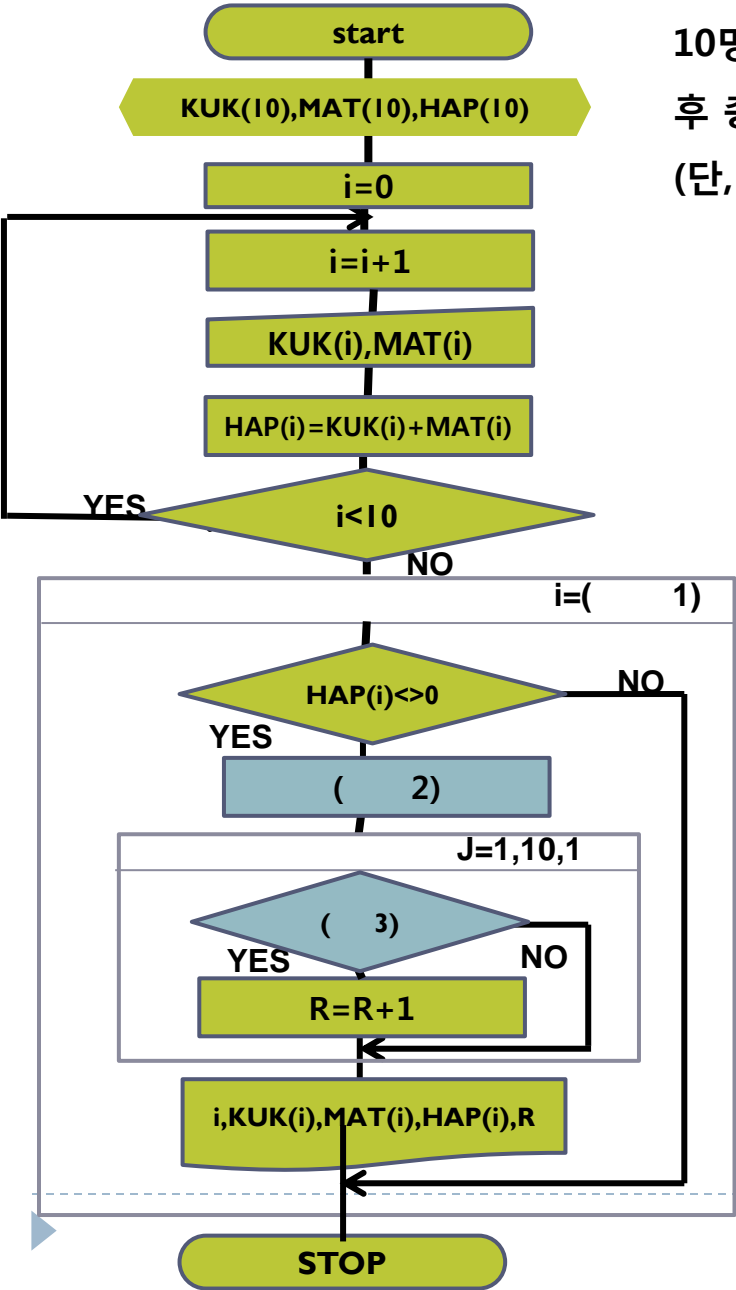 start
10명
KUK(10),MAT(10),HAP(10)
후
(단,
i=0
i=i+1
KUK(i),MAT(i)
HAP(i)=KUK(i)+MAT(i)
YES
i<10
NO
i=( 1)
HAP(i)<>0
NO
YES
( 2)
J=1,10,1
( 3)
YES
NO
R=R+1
i,KUK(i),MAT(i),HAP(i),R
STOP